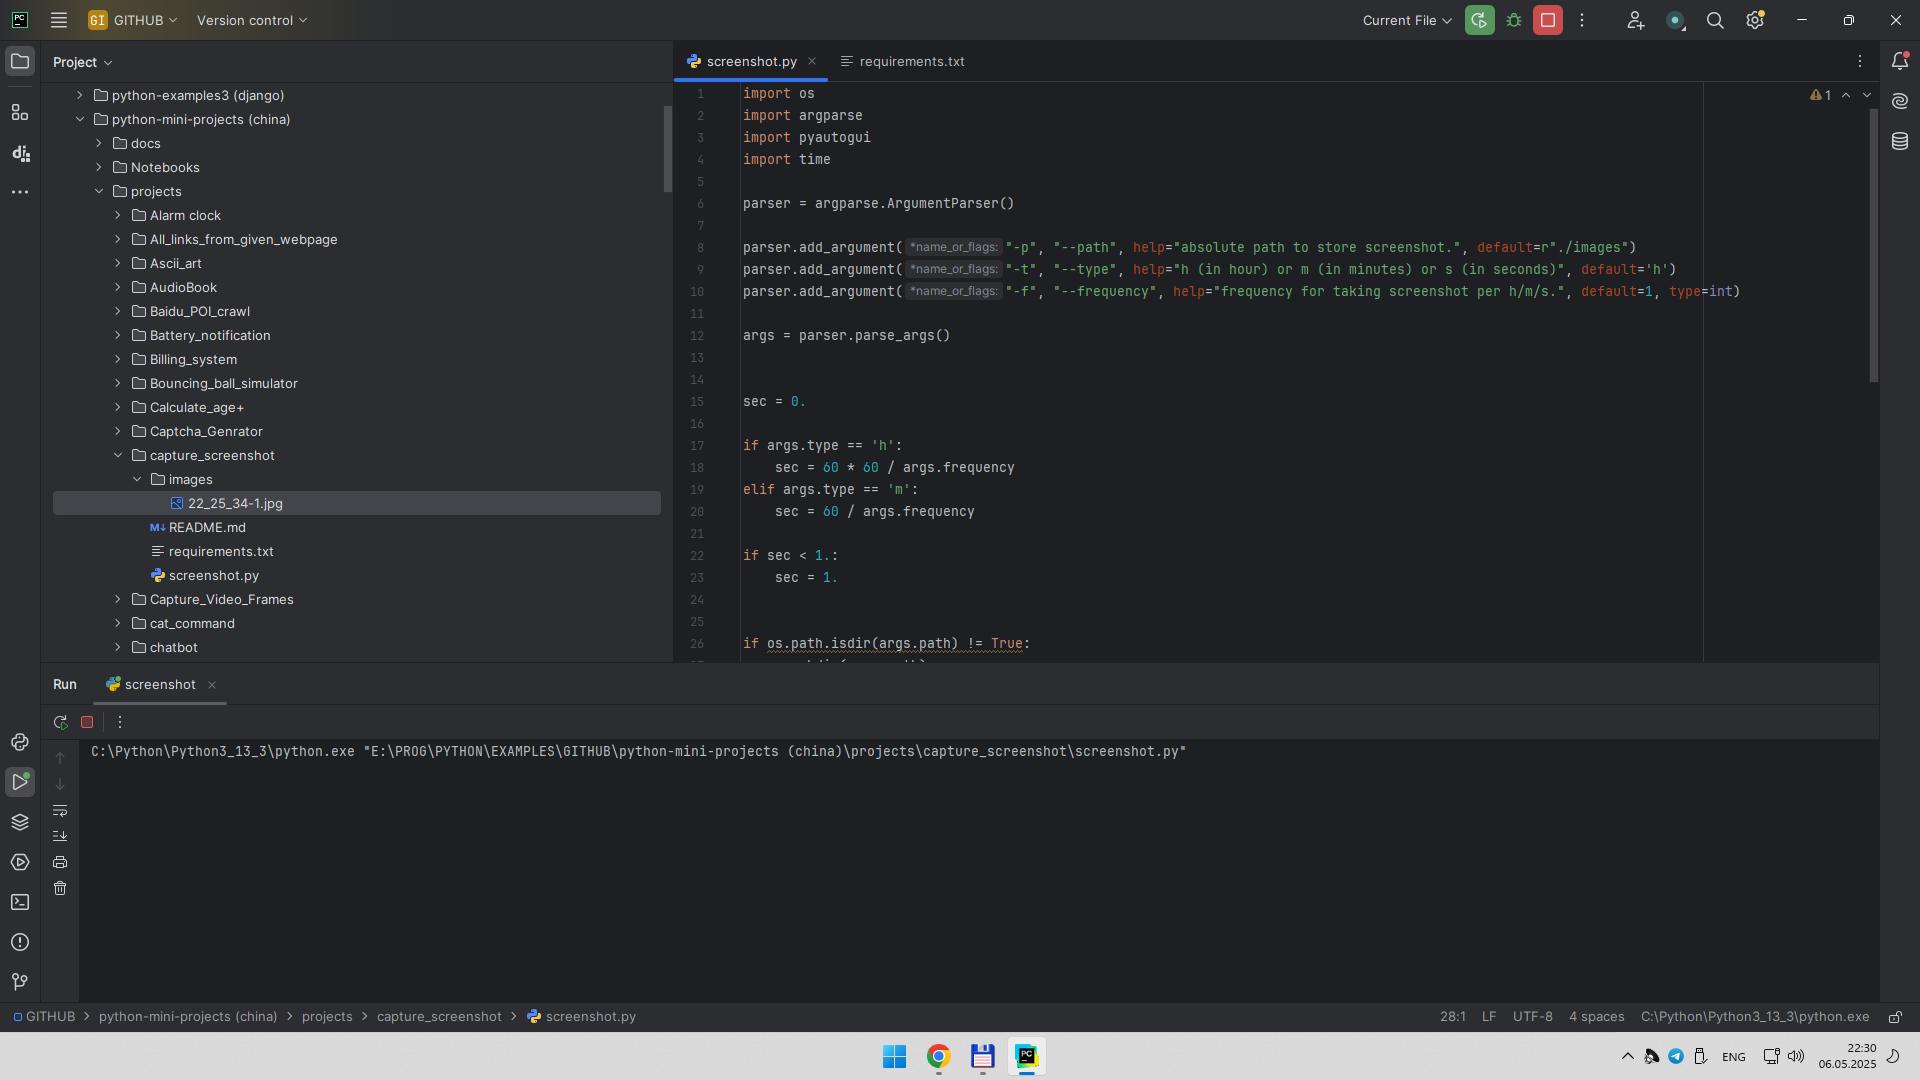 PC
GI GITHUB
Version control
Current File
Project
python-examples3 (django)
python-mini-projects (china)
docs
Notebooks
projects
Alarm clock
All_links_from_given_webpage
Ascii_art
AudioBook
Baidu_POI_crawl
Battery_notification
Billing_system
Bouncing_ball_simulator
Calculate_age+
Captcha_Genrator
capture_screenshot
images
22_25_34-1.jpg
M↓ README.md
requirements.txt
screenshot.py
Capture_Video_Frames
cat_command
chatbot
screenshot.py
requirements.txt
1
1 import os
2 import argparse
3 import pyautogui
4 import time
5
6 parser = argparse.ArgumentParser()
7
8 parser.add_argument( *name_or_flags: "-p", "--path", help="absolute path to store screenshot.", default=r"./images")
9 parser.add_argument( *name_or_flags: "-t", "--type", help="h (in hour) or m (in minutes) or s (in seconds)", default='h')
10 parser.add_argument( *name_or_flags: "-f", "--frequency", help="frequency for taking screenshot per h/m/s.", default=1, type=int)
11
12 args = parser.parse_args()
13
14
15 sec = 0.
16
17 if args.type == 'h':
18 sec = 60 * 60 / args.frequency
19 elif args.type == 'm':
20 sec = 60 / args.frequency
21
22 if sec < 1.:
23 sec = 1.
24
25
26 if os.path.isdir(args.path) != True:
Run
screenshot
C:\Python\Python3_13_3\python.exe "E:\PROG\PYTHON\EXAMPLES\GITHUB\python-mini-projects (china)\projects\capture_screenshot\screenshot.py"
GITHUB > python-mini-projects (china) > projects > capture_screenshot > screenshot.py
28:1 LF UTF-8 4 spaces C:\Python\Python3_13_3\python.exe
PC
ENG
22:30
06.05.2025